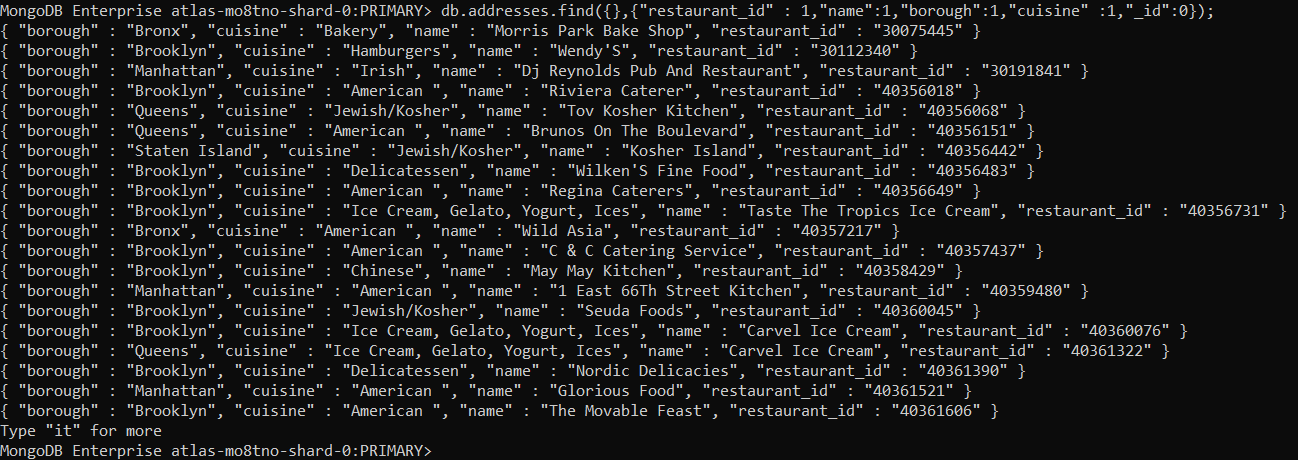 MongoDB Enterprise atlas-mo8tno-shard-0:PRIMARY> db.addresses.find({},{"restaurant_id" : 1,"name":1,"borough":1,"cuisine" :1,"_id":0});
{ "borough" : "Bronx", "cuisine" : "Bakery", "name" : "Morris Park Bake Shop", "restaurant_id" : "30075445" }
{ "borough" : "Brooklyn", "cuisine" : "Hamburgers", "name" : "Wendy'S", "restaurant_id" : "30112340" }
{ "borough" : "Manhattan", "cuisine" : "Irish", "name" : "Dj Reynolds Pub And Restaurant", "restaurant_id" : "30191841" }
{ "borough" : "Brooklyn", "cuisine" : "American ", "name" : "Riviera Caterer", "restaurant_id" : "40356018" }
{ "borough" : "Queens", "cuisine" : "Jewish/Kosher", "name" : "Tov Kosher Kitchen", "restaurant_id" : "40356068" }
{ "borough" : "Queens", "cuisine" : "American ", "name" : "Brunos On The Boulevard", "restaurant_id" : "40356151" }
{ "borough" : "Staten Island", "cuisine" : "Jewish/Kosher", "name" : "Kosher Island", "restaurant_id" : "40356442" }
{ "borough" : "Brooklyn", "cuisine" : "Delicatessen", "name" : "Wilken'S Fine Food", "restaurant_id" : "40356483" }
{ "borough" : "Brooklyn", "cuisine" : "American ", "name" : "Regina Caterers", "restaurant_id" : "40356649" }
{ "borough" : "Brooklyn", "cuisine" : "Ice Cream, Gelato, Yogurt, Ices", "name" : "Taste The Tropics Ice Cream", "restaurant_id" : "40356731" }
{ "borough" : "Bronx", "cuisine" : "American ", "name" : "Wild Asia", "restaurant_id" : "40357217" }
{ "borough" : "Brooklyn", "cuisine" : "American ", "name" : "C & C Catering Service", "restaurant_id" : "40357437" }
{ "borough" : "Brooklyn", "cuisine" : "Chinese", "name" : "May May Kitchen", "restaurant_id" : "40358429" }
{ "borough" : "Manhattan", "cuisine" : "American ", "name" : "1 East 66Th Street Kitchen", "restaurant_id" : "40359480" }
{ "borough" : "Brooklyn", "cuisine" : "Jewish/Kosher", "name" : "Seuda Foods", "restaurant_id" : "40360045" }
{ "borough" : "Brooklyn", "cuisine" : "Ice Cream, Gelato, Yogurt, Ices", "name" : "Carvel Ice Cream", "restaurant_id" : "40360076" }
{ "borough" : "Queens", "cuisine" : "Ice Cream, Gelato, Yogurt, Ices", "name" : "Carvel Ice Cream", "restaurant_id" : "40361322" }
{ "borough" : "Brooklyn", "cuisine" : "Delicatessen", "name" : "Nordic Delicacies", "restaurant_id" : "40361390" }
{ "borough" : "Manhattan", "cuisine" : "American ", "name" : "Glorious Food", "restaurant_id" : "40361521" }
{ "borough" : "Brooklyn", "cuisine" : "American ", "name" : "The Movable Feast", "restaurant_id" : "40361606" }
Type "it" for more
MongoDB Enterprise atlas-mo8tno-shard-0:PRIMARY>